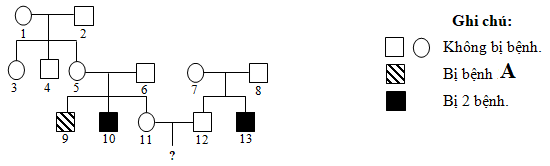 Ghi chú:
1 2
Không bị bệnh.
Bị bệnh A
Bị 2 bệnh.
3 4 5 6 7 8
9 10 11 12 13
?